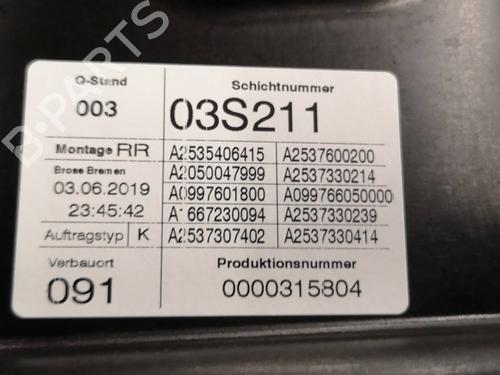 Q-Stand Schichtnummer
003 03S211
Montage RR A2535406415 A2537600200
Brose Bremen A2050047999 A2537330214
03.06.2019 A0997601800 A099766050000
23:45:42 A1667230094 A2537330239
Auftragstyp K A2537307402 A2537330414
Verbauort Produktionsnummer
091 0000315804
B-PARTS